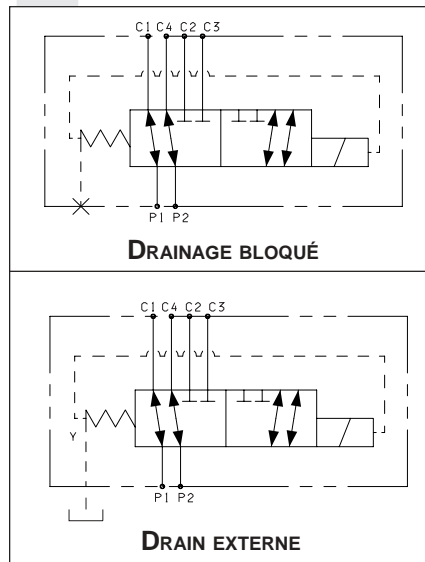 C1 C4 C2 C3
P1 P2
DRAINAGE BLOQUÉ
C1 C4 C2 C3
Y
P1 P2
DRAIN EXTERNE